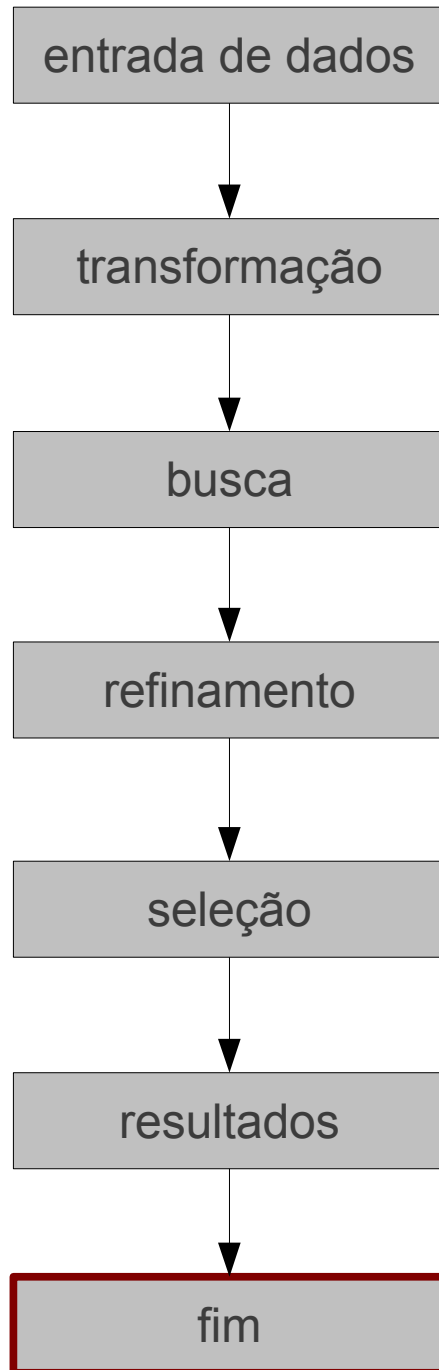 entrada de dados
transformação
busca
refinamento
seleção
resultados
fim